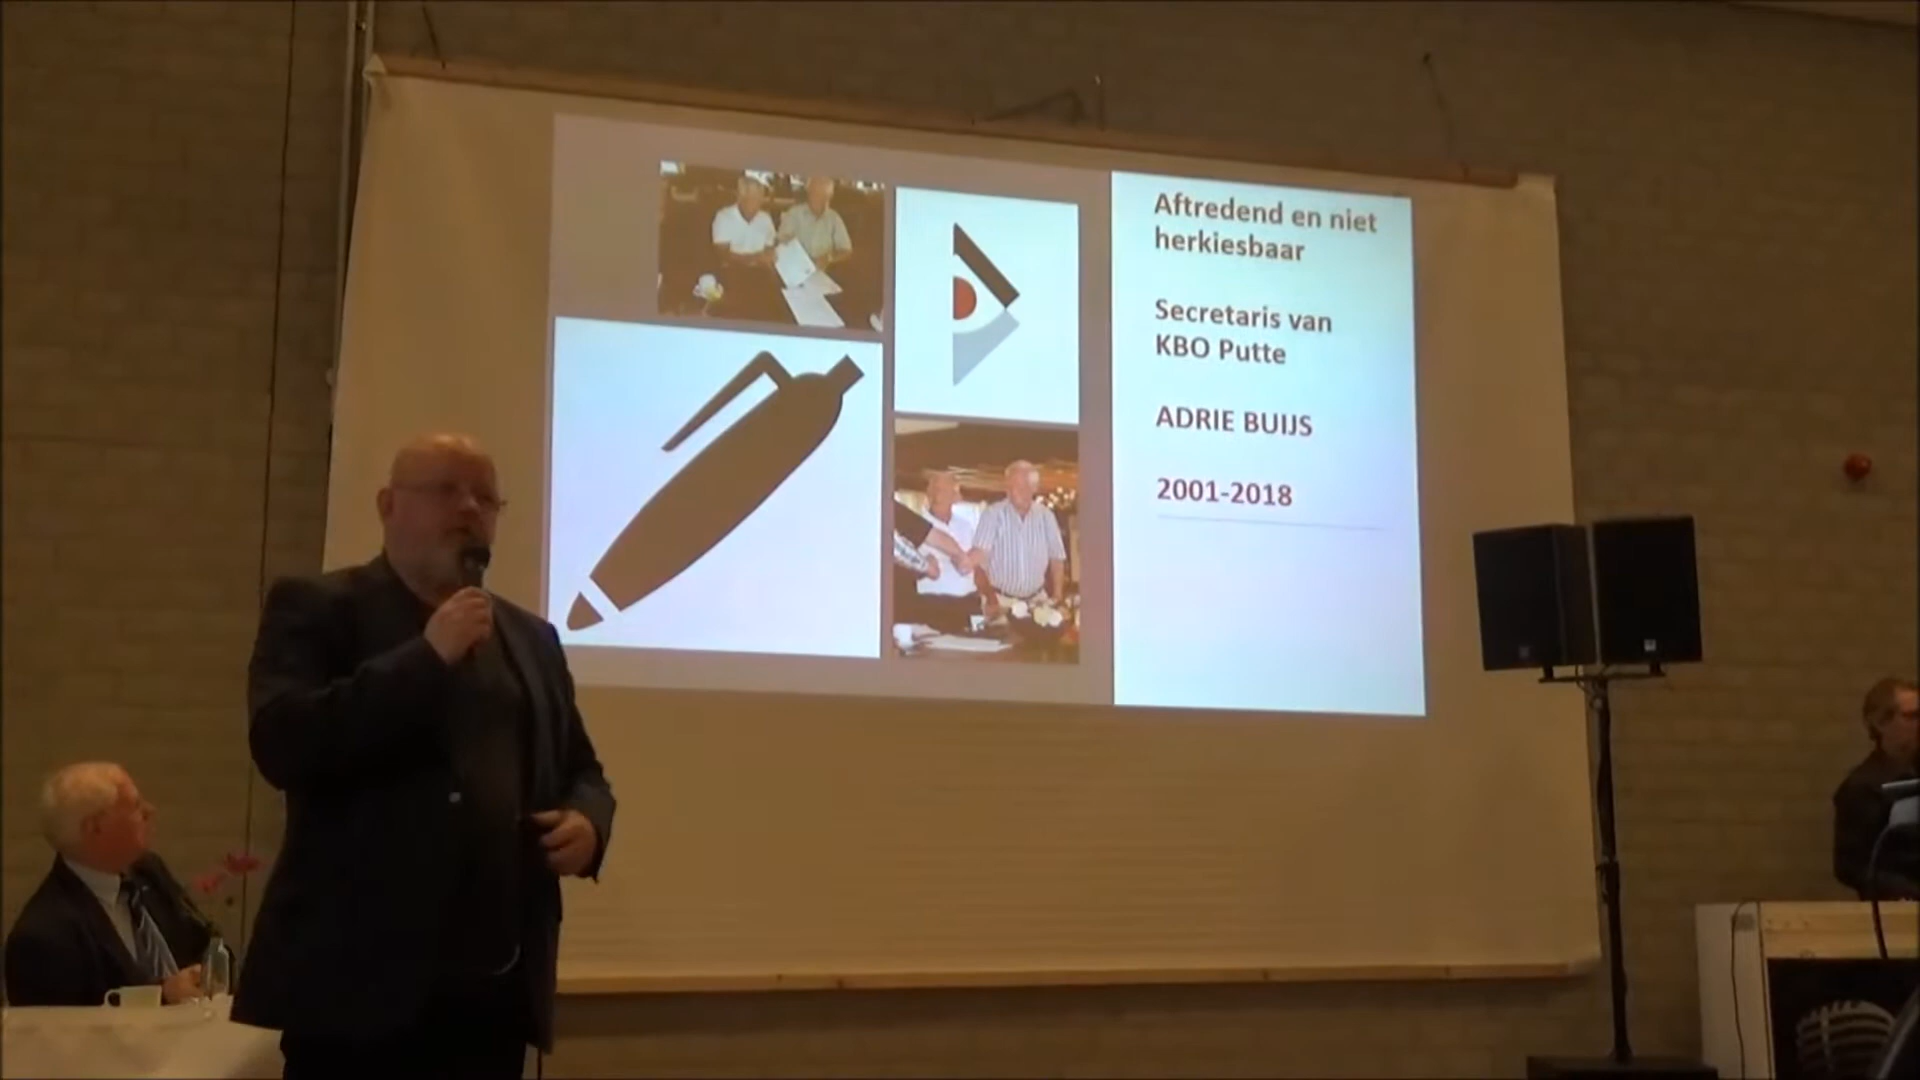 Aftredend en niet
herkiesbaar
Secretaris van
KBO Putte
ADRIE BUIJS
2001-2018